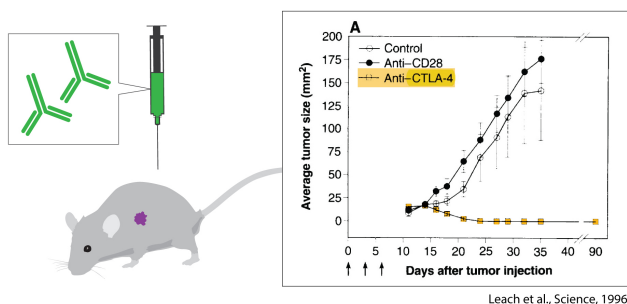 A
Control
Anti–CD28
Anti–CTLA-4
Average tumor size (mm²)
200
175
150
125
100
75
50
25
0
0 5 10 15 20 25 30 35 40 90
Days after tumor injection
Leach et al., Science, 1996